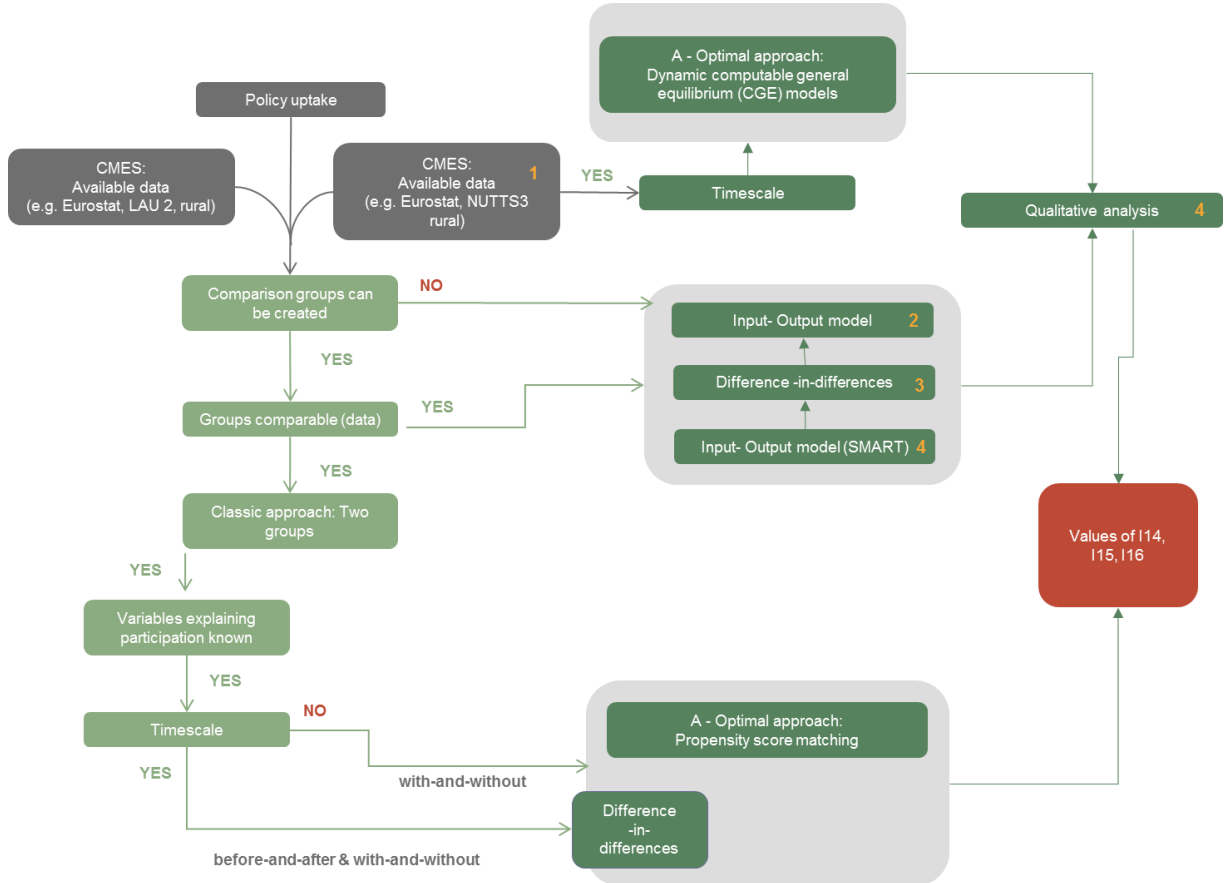 A - Optimal approach:
Dynamic computable general
equilibrium (CGE) models
Policy uptake
CMES:
Available data
(e.g. Eurostat, LAU 2, rural)
CMES:
Available data
(e.g. Eurostat, NUTTS3
rural)
1
YES
Timescale
Qualitative analysis 4
Comparison groups can
be created
NO
Input- Output model 2
YES
Difference -in-differences 3
Groups comparable (data)
YES
Input- Output model (SMART) 4
YES
Classic approach: Two
groups
Values of I14,
I15, I16
YES
Variables explaining
participation known
YES
Timescale
NO
A - Optimal approach:
Propensity score matching
YES
with-and-without
Difference
-in-
differences
before-and-after & with-and-without